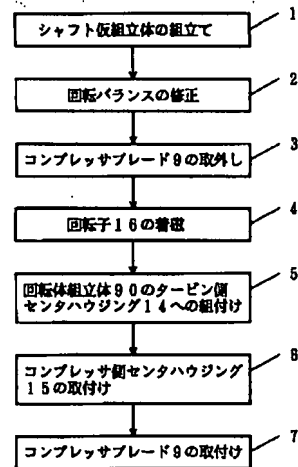 シャフト仮組立体の組立て
1
回転バランスの修正
2
コンプレッサブレード9の取外し
3
回転子16の着磁
4
回転体組立体90のタービン側
センタハウジング14への組付け
5
コンプレッサ側センタハウジング
15の取付け
6
コンプレッサブレード9の取付け
7